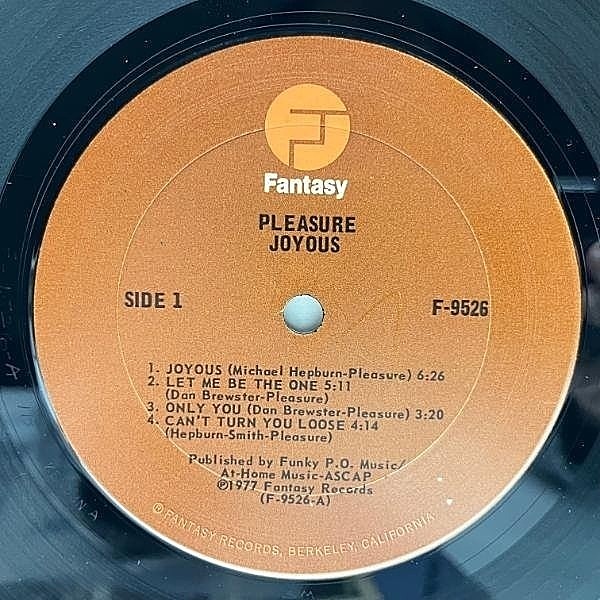 Fantasy
PLEASURE
JOYOUS
SIDE 1
F-9526
1. JOYOUS (Michael Hepburn-Pleasure) 6:26
2. LET ME BE THE ONE 5:11
(Dan Brewster-Pleasure)
3. ONLY YOU (Dan Brewster-Pleasure) 3:20
4. CAN'T TURN YOU LOOSE 4:14
(Hepburn-Smith-Pleasure)
Published by Funky P.O. Music/
At-Home Music-ASCAP
℗1977 Fantasy Records
(F-9526-A)
©FANTASY RECORDS, BERKELEY, CALIFORNIA